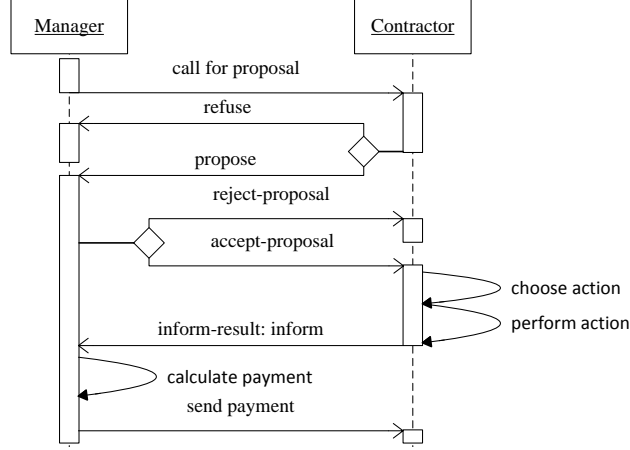 Manager
Contractor
call for proposal
refuse
propose
reject-proposal
accept-proposal
choose action
perform action
inform-result: inform
calculate payment
send payment